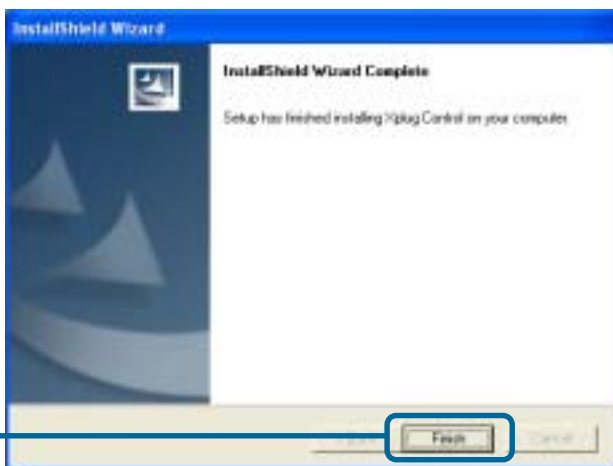 InstallShield Wizard
InstallShield Wizard Complete
Setup has finished installing Xplug Control on your computer.
Finish
Cancel